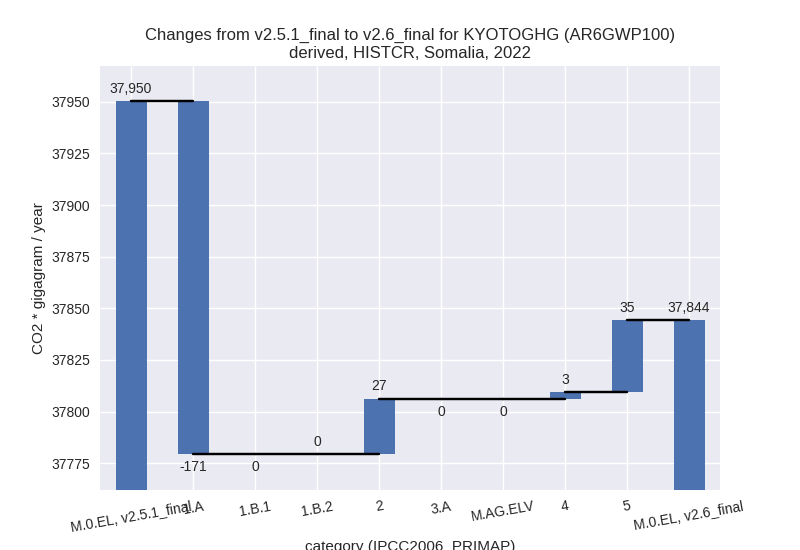 Changes from v2.5.1_final to v2.6_final for KYOTOGHG (AR6GWP100)
derived, HISTCR, Somalia, 2022
CO2 * gigagram / year
37950
37925
37900
37875
37850
37825
37800
37775
37,950
-171
0
0
27
0
0
3
35
37,844
M.0.EL, v2.5.1_final
1.A
1.B.1
1.B.2
2
3.A
M.AG.ELV
4
5
M.0.EL, v2.6_final
category (IPCC2006_PRIMAP)